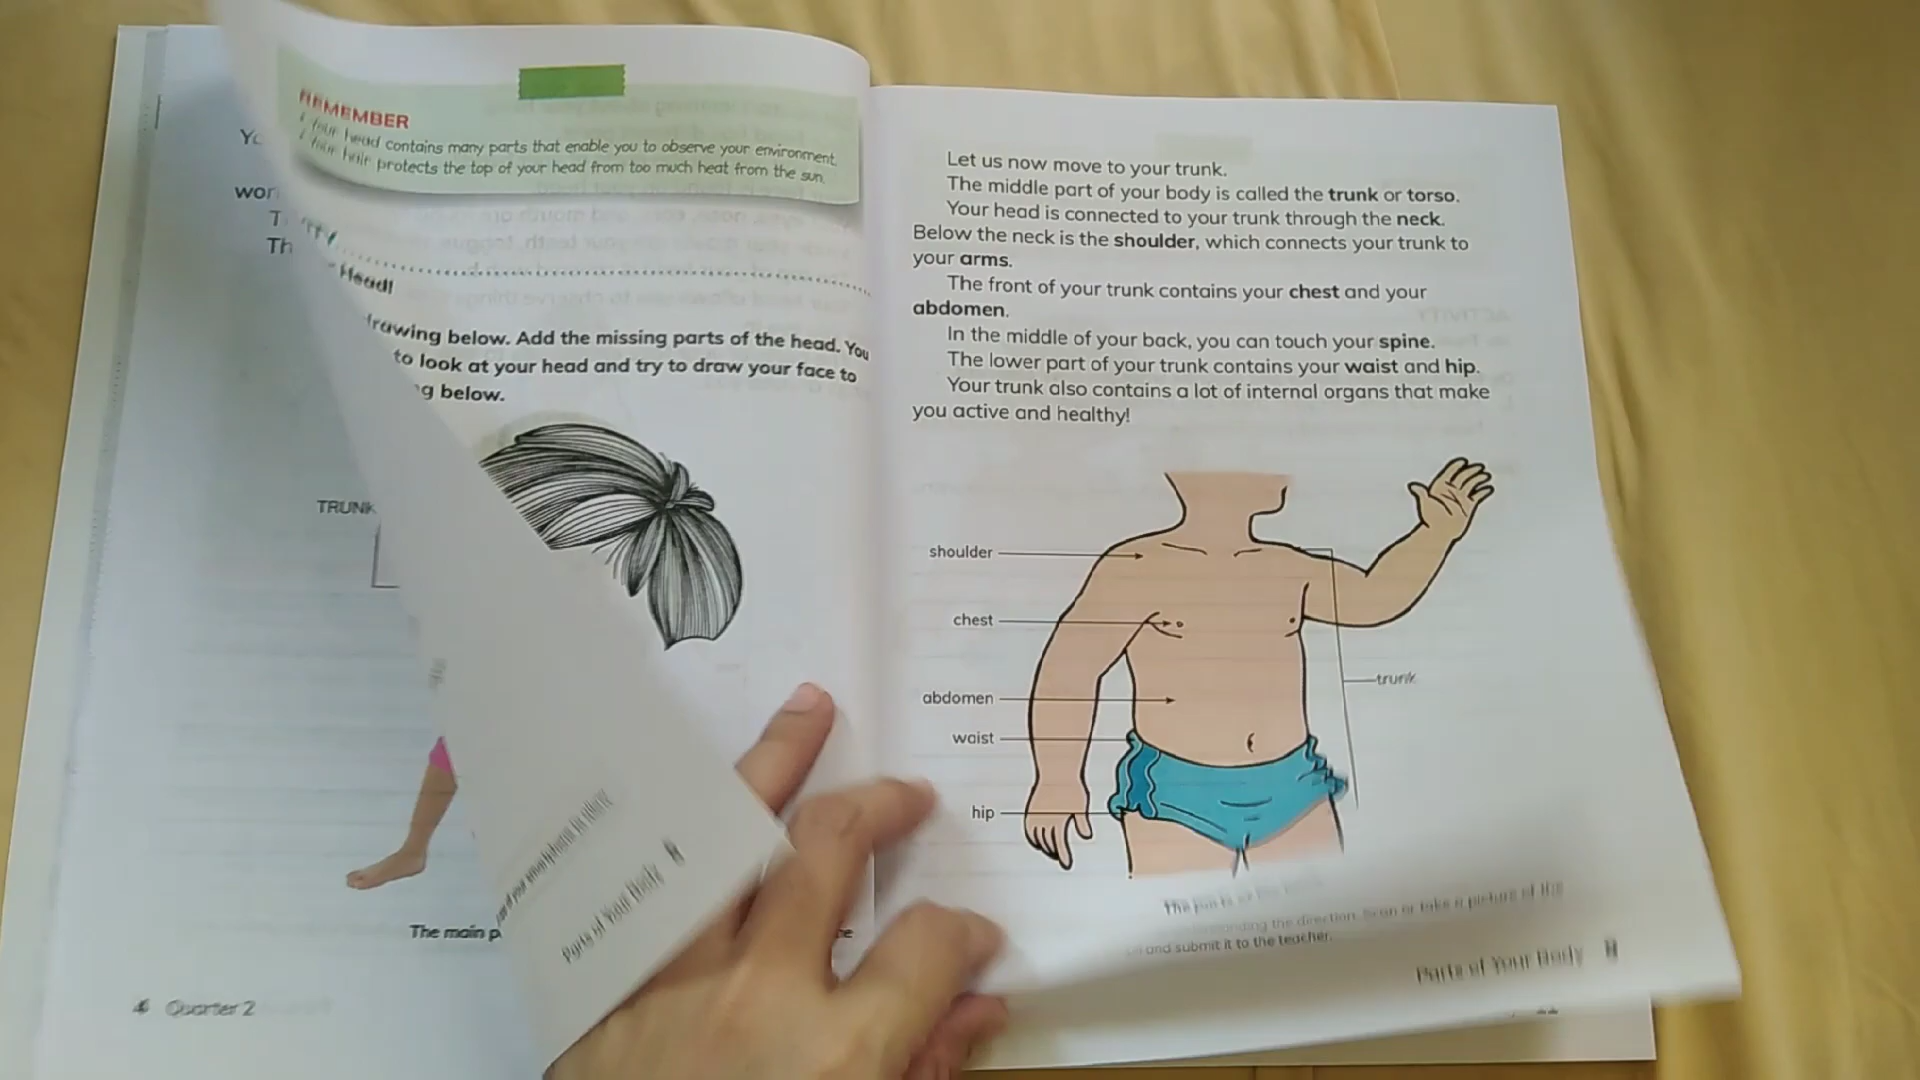 REMEMBER
Your head contains many parts that enable you to observe your environment.
Your hair protects the top of your head from too much heat from the sun.
Head!
drawing below. Add the missing parts of the head. You
to look at your head and try to draw your face to
below.
TRUNK
The main
Quarter 2
Parts of Your Body
Let us now move to your trunk.
The middle part of your body is called the trunk or torso.
Your head is connected to your trunk through the neck.
Below the neck is the shoulder, which connects your trunk to
your arms.
The front of your trunk contains your chest and your
abdomen.
In the middle of your back, you can touch your spine.
The lower part of your trunk contains your waist and hip.
Your trunk also contains a lot of internal organs that make
you active and healthy!
shoulder
chest
trunk
abdomen
waist
hip
the direction. Scan or take a picture of the
and submit it to the teacher.
Parts of Your Body